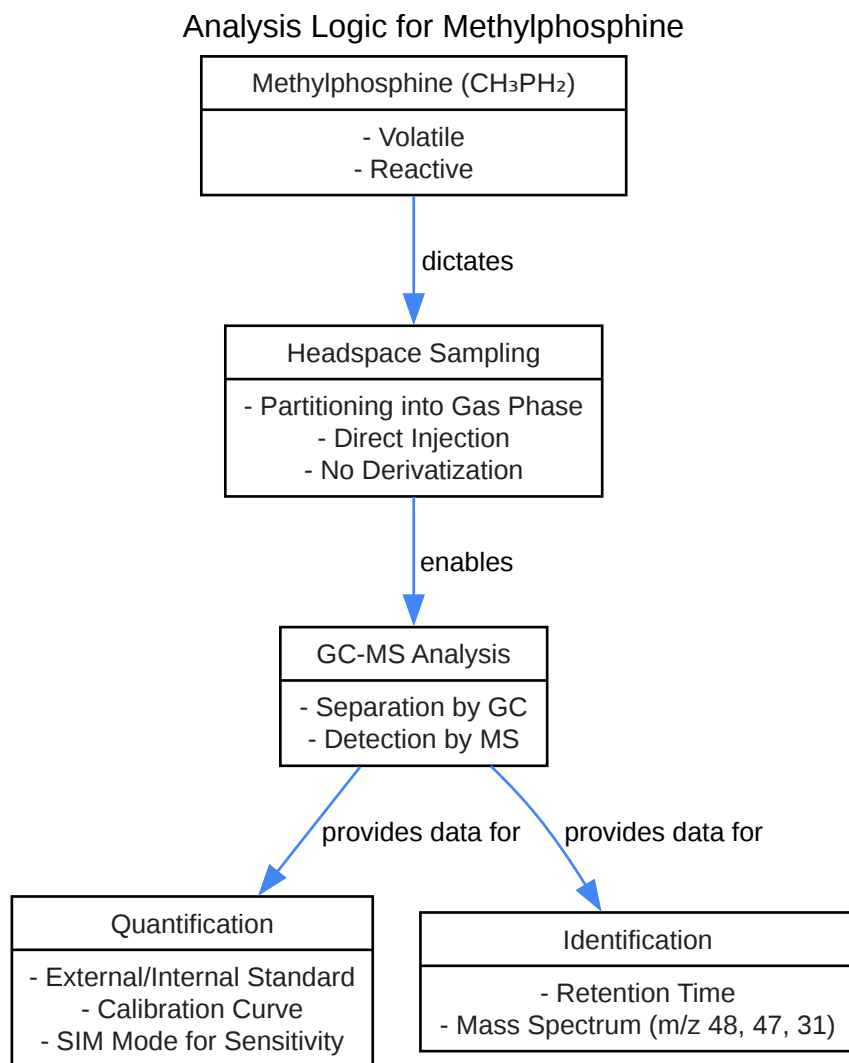 Analysis Logic for Methylphosphine
Methylphosphine (CH₃PH₂)
- Volatile
- Reactive
dictates
Headspace Sampling
- Partitioning into Gas Phase
- Direct Injection
- No Derivatization
enables
GC-MS Analysis
- Separation by GC
- Detection by MS
provides data for
provides data for
Quantification
- External/Internal Standard
- Calibration Curve
- SIM Mode for Sensitivity
Identification
- Retention Time
- Mass Spectrum (m/z 48, 47, 31)